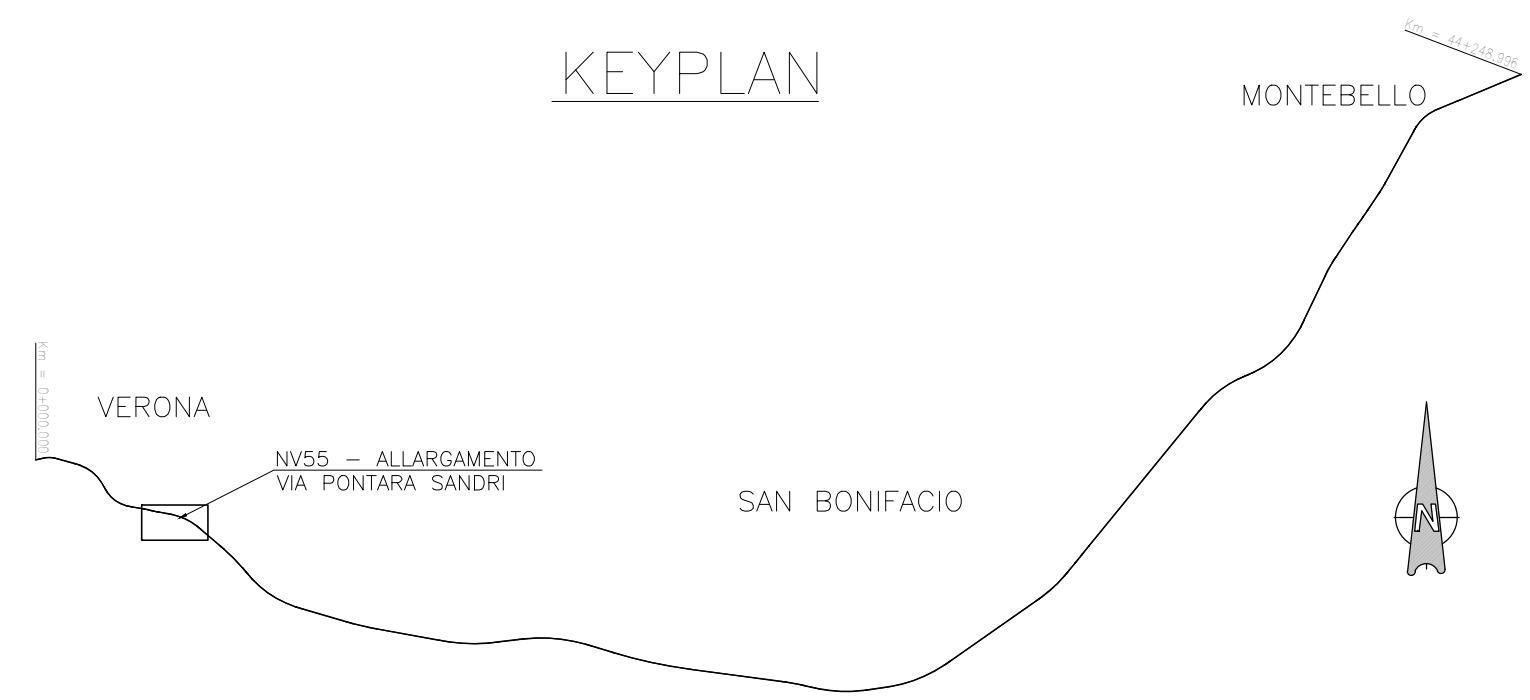 KEYPLAN
Km = 44+248.996
MONTEBELLO
Km = 0+000.000
VERONA
NV55 – ALLARGAMENTO
VIA PONTARA SANDRI
SAN BONIFACIO
N